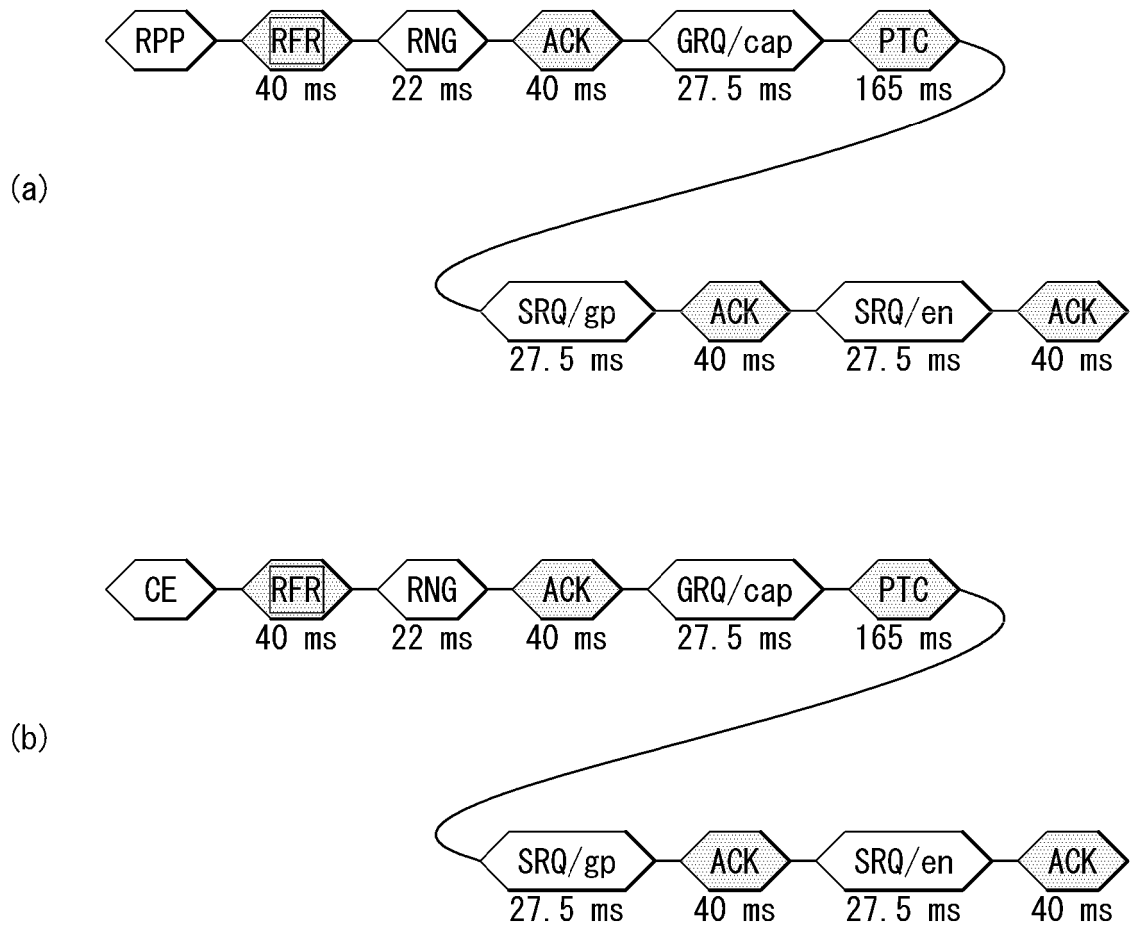 RPP RFR RNG ACK GRQ/cap PTC
40 ms 22 ms 40 ms 27.5 ms 165 ms
(a)
SRQ/gp ACK SRQ/en ACK
27.5 ms 40 ms 27.5 ms 40 ms
CE RFR RNG ACK GRQ/cap PTC
40 ms 22 ms 40 ms 27.5 ms 165 ms
(b)
SRQ/gp ACK SRQ/en ACK
27.5 ms 40 ms 27.5 ms 40 ms